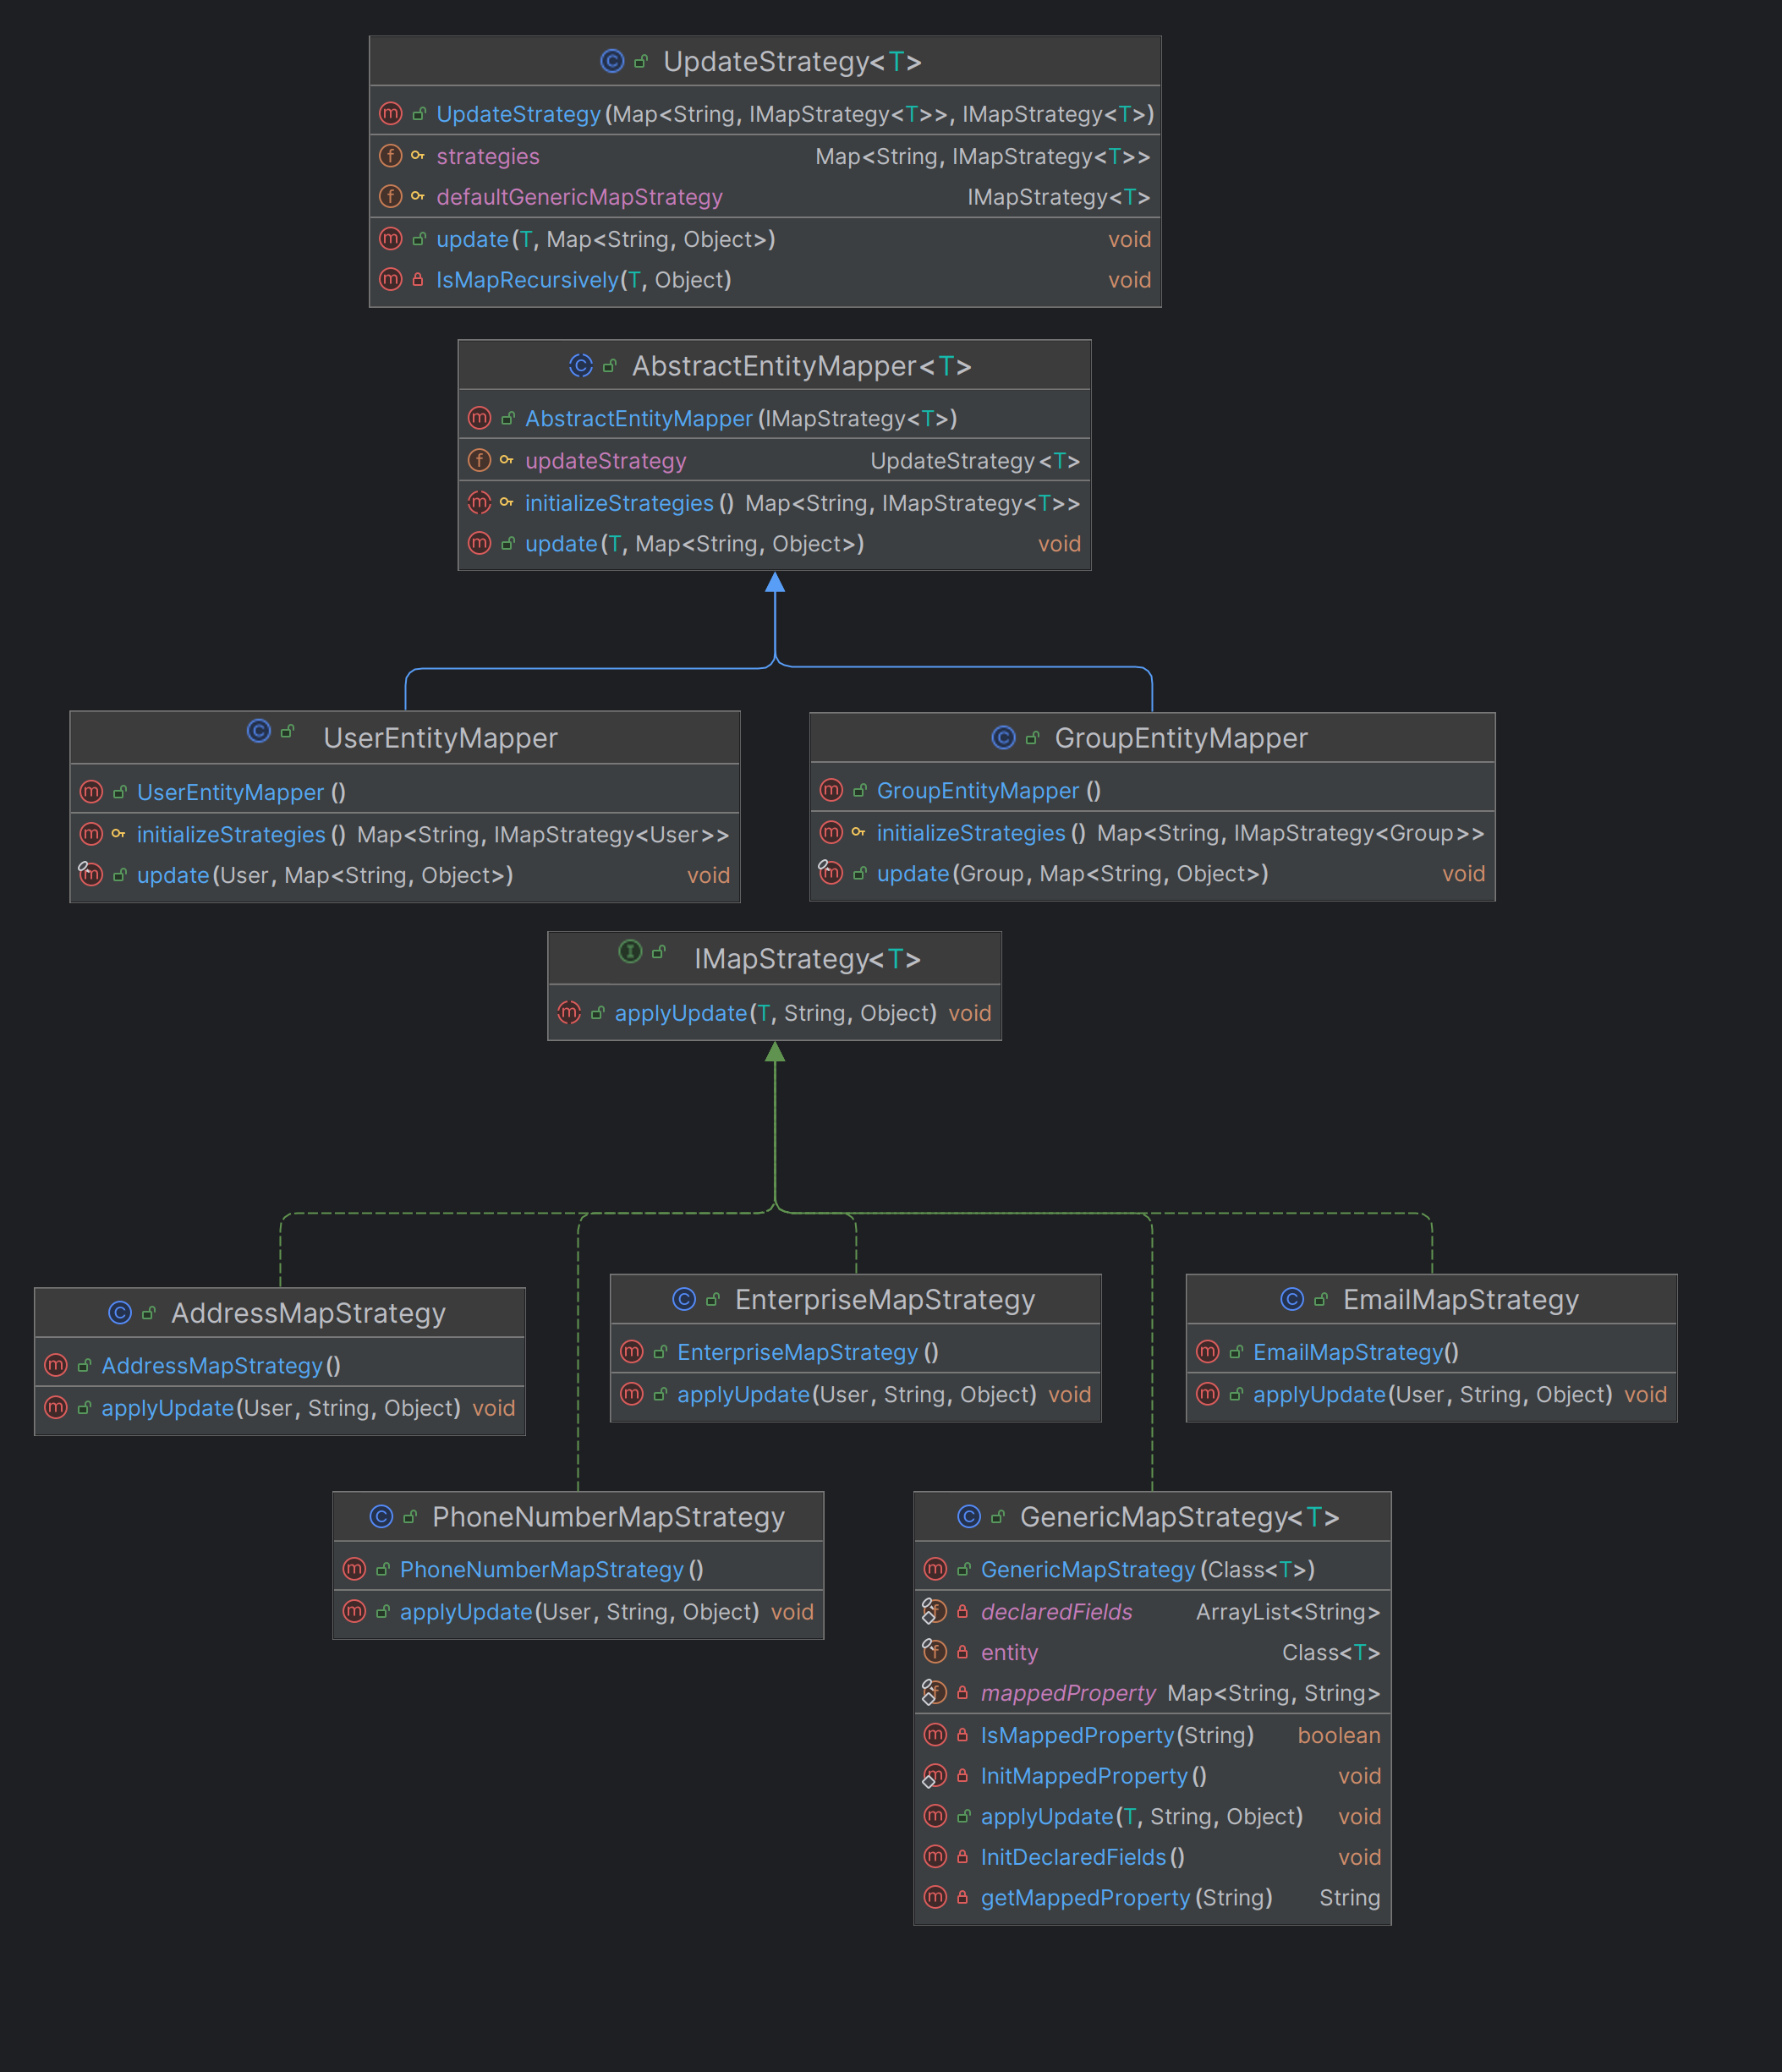 UpdateStrategy<T>
UpdateStrategy(Map<String, IMapStrategy<T>>, IMapStrategy<T>)
strategies Map<String, IMapStrategy<T>>
defaultGenericMapStrategy IMapStrategy<T>
update(T, Map<String, Object>) void
IsMapRecursively(T, Object) void
AbstractEntityMapper<T>
AbstractEntityMapper(IMapStrategy<T>)
updateStrategy UpdateStrategy<T>
initializeStrategies() Map<String, IMapStrategy<T>>
update(T, Map<String, Object>) void
UserEntityMapper
UserEntityMapper()
initializeStrategies() Map<String, IMapStrategy<User>>
update(User, Map<String, Object>) void
GroupEntityMapper
GroupEntityMapper()
initializeStrategies() Map<String, IMapStrategy<Group>>
update(Group, Map<String, Object>) void
IMapStrategy<T>
applyUpdate(T, String, Object) void
AddressMapStrategy
AddressMapStrategy()
applyUpdate(User, String, Object) void
EnterpriseMapStrategy
EnterpriseMapStrategy()
applyUpdate(User, String, Object) void
EmailMapStrategy
EmailMapStrategy()
applyUpdate(User, String, Object) void
PhoneNumberMapStrategy
PhoneNumberMapStrategy()
applyUpdate(User, String, Object) void
GenericMapStrategy<T>
GenericMapStrategy(Class<T>)
declaredFields ArrayList<String>
entity Class<T>
mappedProperty Map<String, String>
IsMappedProperty(String) boolean
InitMappedProperty() void
applyUpdate(T, String, Object) void
InitDeclaredFields() void
getMappedProperty(String) String